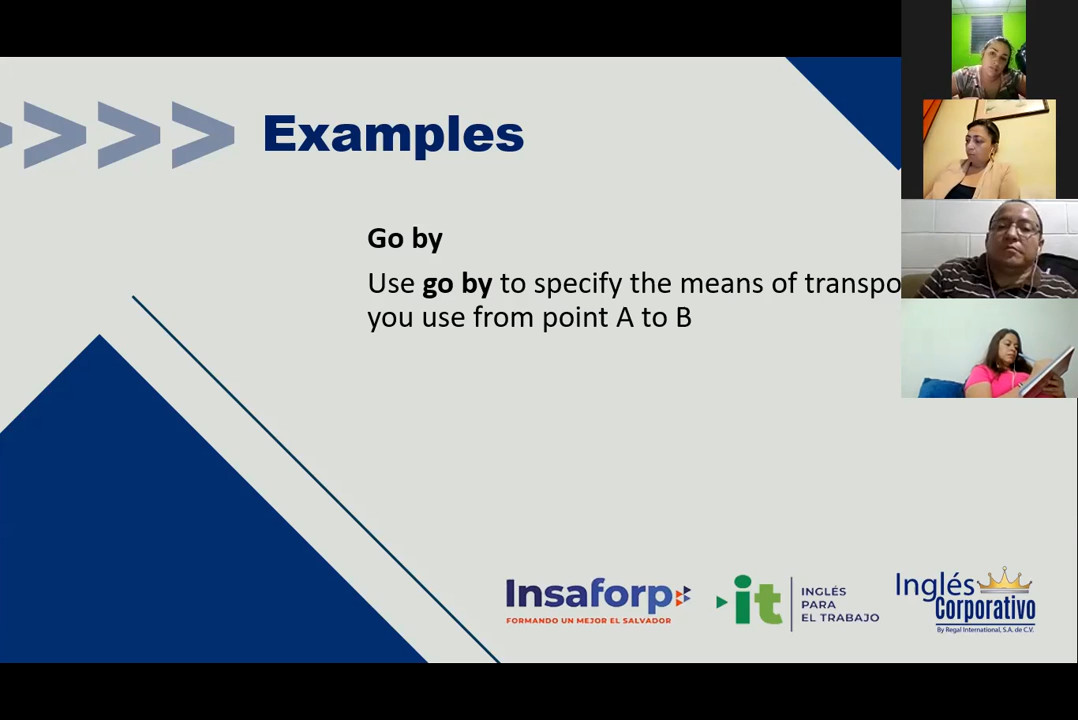 Examples
Go by
Use go by to specify the means of transpo
you use from point A to B
Insaforp
FORMANDO UN MEJOR EL SALVADOR
it
INGLÉS
PARA
EL TRABAJO
Inglés
Corporativo
By Regal International, S.A. de C.V.